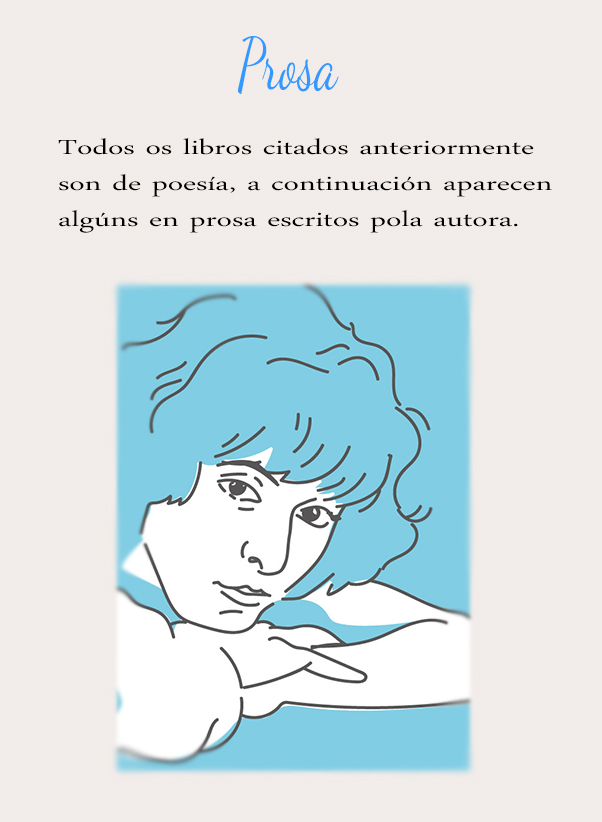 Prosa
Todos os libros citados anteriormente
son de poesía, a continuación aparecen
algúns en prosa escritos pola autora.